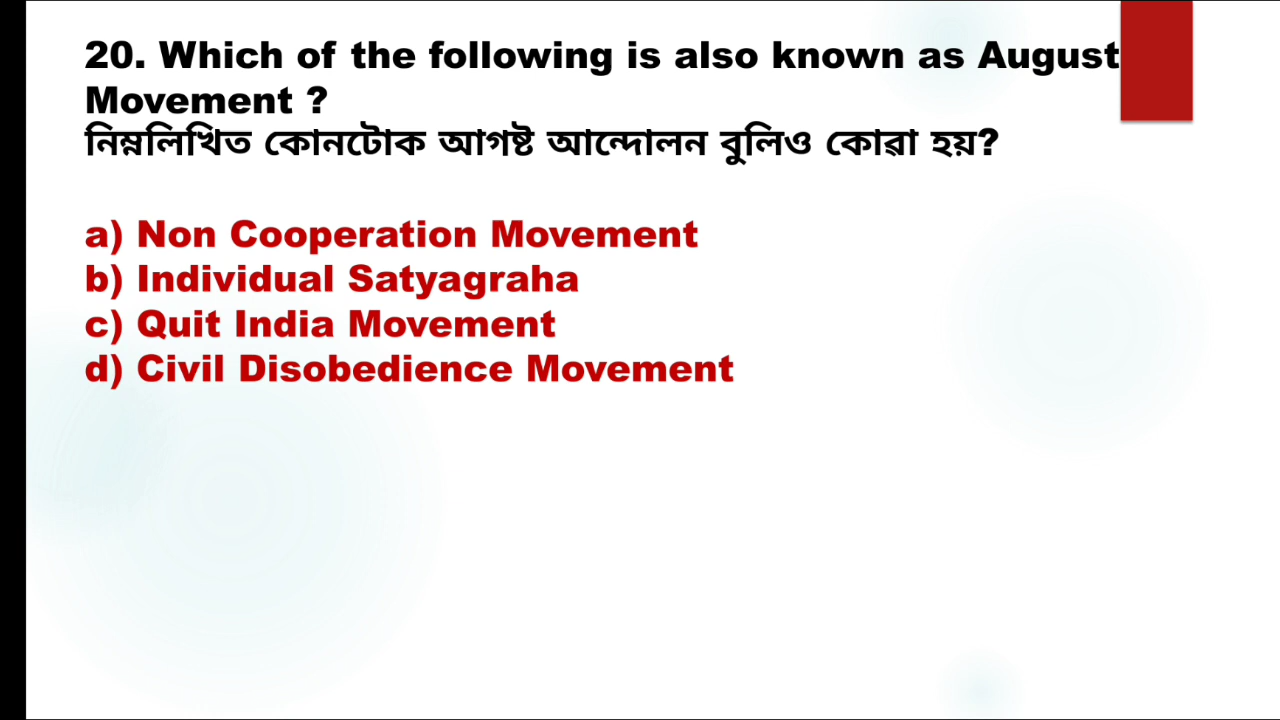 20. Which of the following is also known as August
Movement ?
নিম্নলিখিত কোনটোক আগষ্ট আন্দোলন বুলিও কোৱা হয়?
a) Non Cooperation Movement
b) Individual Satyagraha
c) Quit India Movement
d) Civil Disobedience Movement